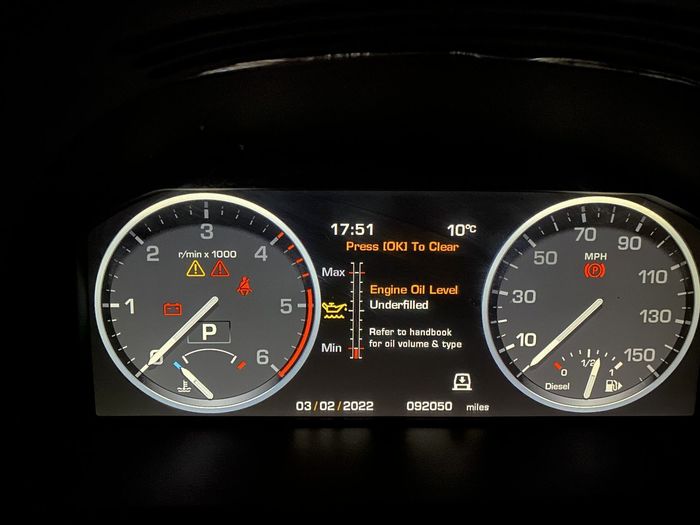 17:51
10°C
Press [OK] To Clear
r/min x 1000
0
1
2
3
4
5
6
P
Max
Engine Oil Level
Underfilled
Refer to handbook
for oil volume & type
Min
MPH
10
30
50
70
90
110
130
150
P
0
1/2
1
Diesel
03/02/2022
092050 miles